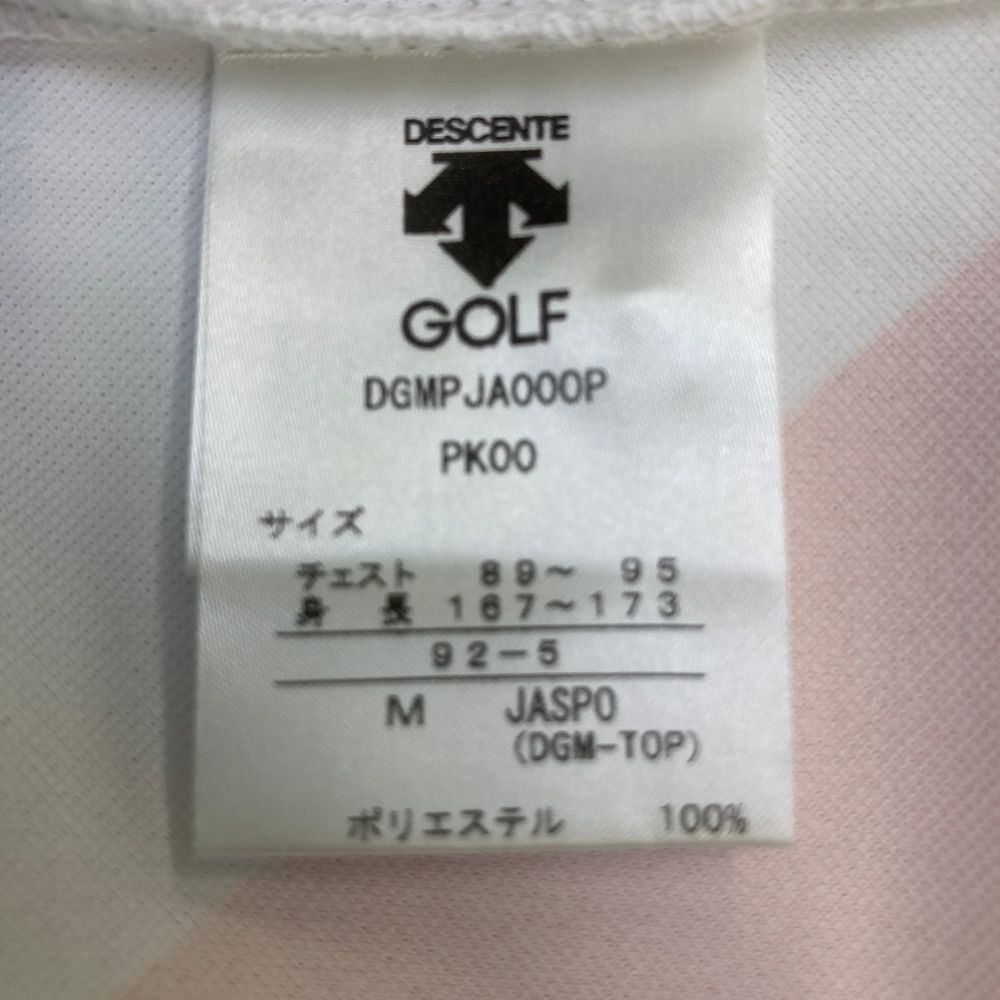 DESCENTE
GOLF
DGMPJA000P
PK00
サイズ
チェスト 89～ 95
身 長 167～173
92-5
M JASPO
(DGM-TOP)
ポリエステル 100%